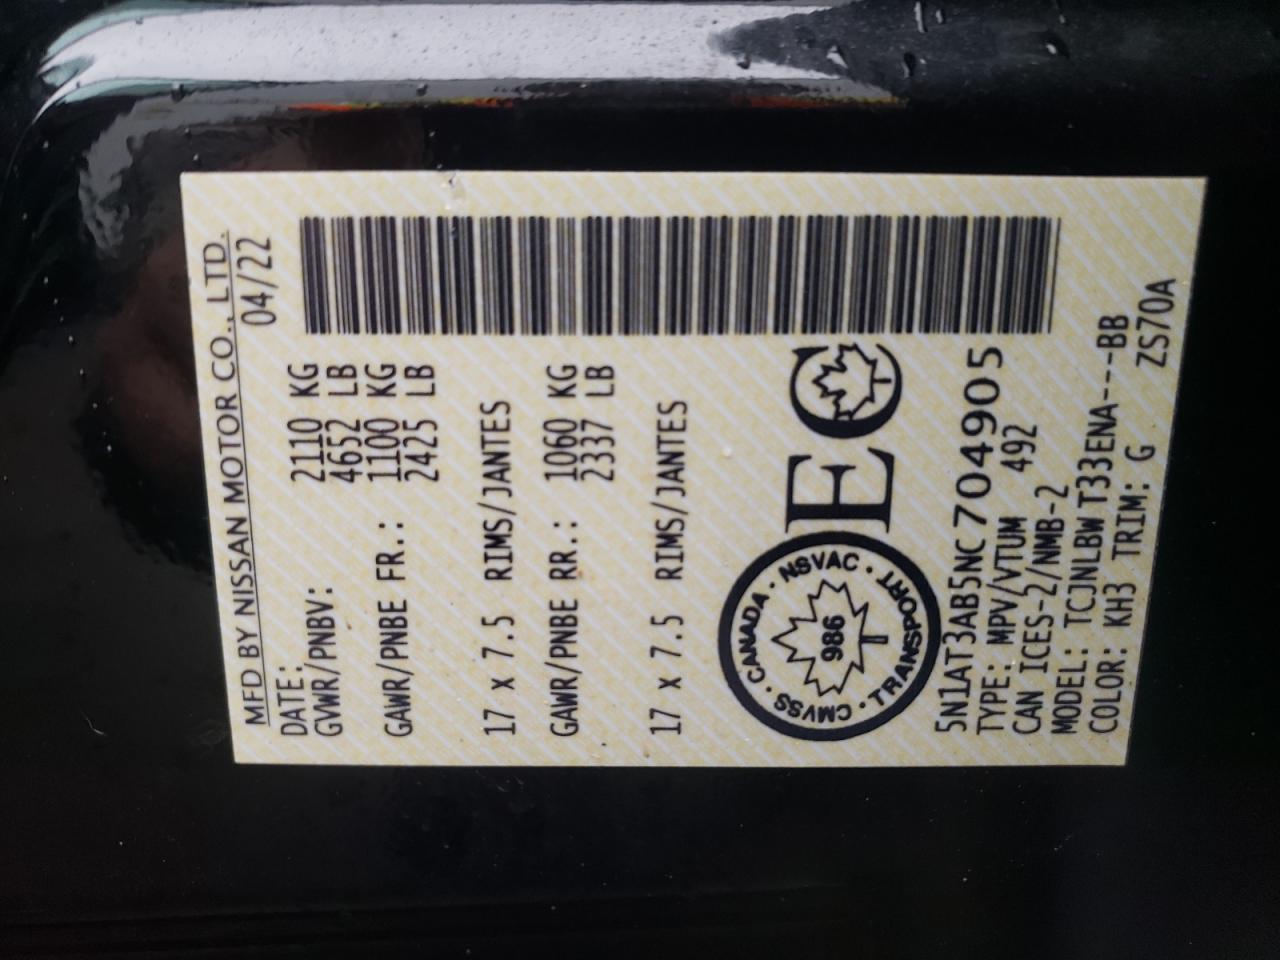 MFD BY NISSAN MOTOR CO., LTD.
DATE: 04/22
GVWR/PNBV: 2110 KG
4652 LB
GAWR/PNBE FR.: 1100 KG
2425 LB
17 x 7.5 RIMS/JANTES
GAWR/PNBE RR.: 1060 KG
2337 LB
17 x 7.5 RIMS/JANTES
CANADA · NSVAC · TRANSPORT · CMVSS ·
986
EC
5N1AT3AB5NC704905
TYPE: MPV/VTUM 492
CAN ICES-2/NMB-2
MODEL: TCJNLBW T33ENA---BB
COLOR: KH3 TRIM: G ZS70A